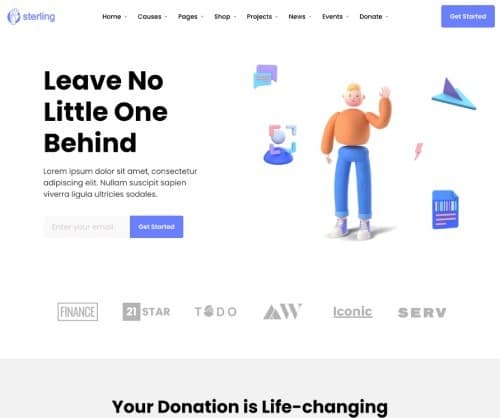 sterling
Home Causes Pages Shop Projects News Events Donate
Get Started
Leave No
Little One
Behind
Lorem ipsum dolor sit amet, consectetur
adipiscing elit. Nullam suscipit sapien
viverra ligula ultricies sodales.
Enter your email.
Get Started
FINANCE
21 STAR
TODO
Iconic
SERV
Your Donation is Life-changing